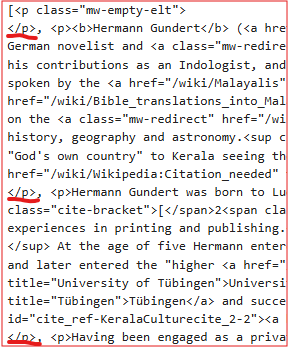 [<p class="mw-empty-elt">
</p>, <p><b>Hermann Gundert</b> (<a hre
German novelist and <a class="mw-redire
his contributions as an Indologist, and
spoken by the <a href="/wiki/Malayalis"
href="/wiki/Bible_translations_into_Mal
on the <a class="mw-redirect" href="/wi
history, geography and astronomy.<sup c
"God's own country" to Kerala seeing th
href="/wiki/Wikipedia:Citation_needed"
</p>, <p>Hermann Gundert was born to Lu
class="cite-bracket">[</span>2<span cla
experiences in printing and publishing.
</sup> At the age of five Hermann enter
and later entered the "higher <a href="
title="University of Tübingen">Universi
title="Tübingen">Tübingen</a> and succe
id="cite_ref-KeralaCulturecite_2-2"><a
</p>, <p>Having been engaged as a priva